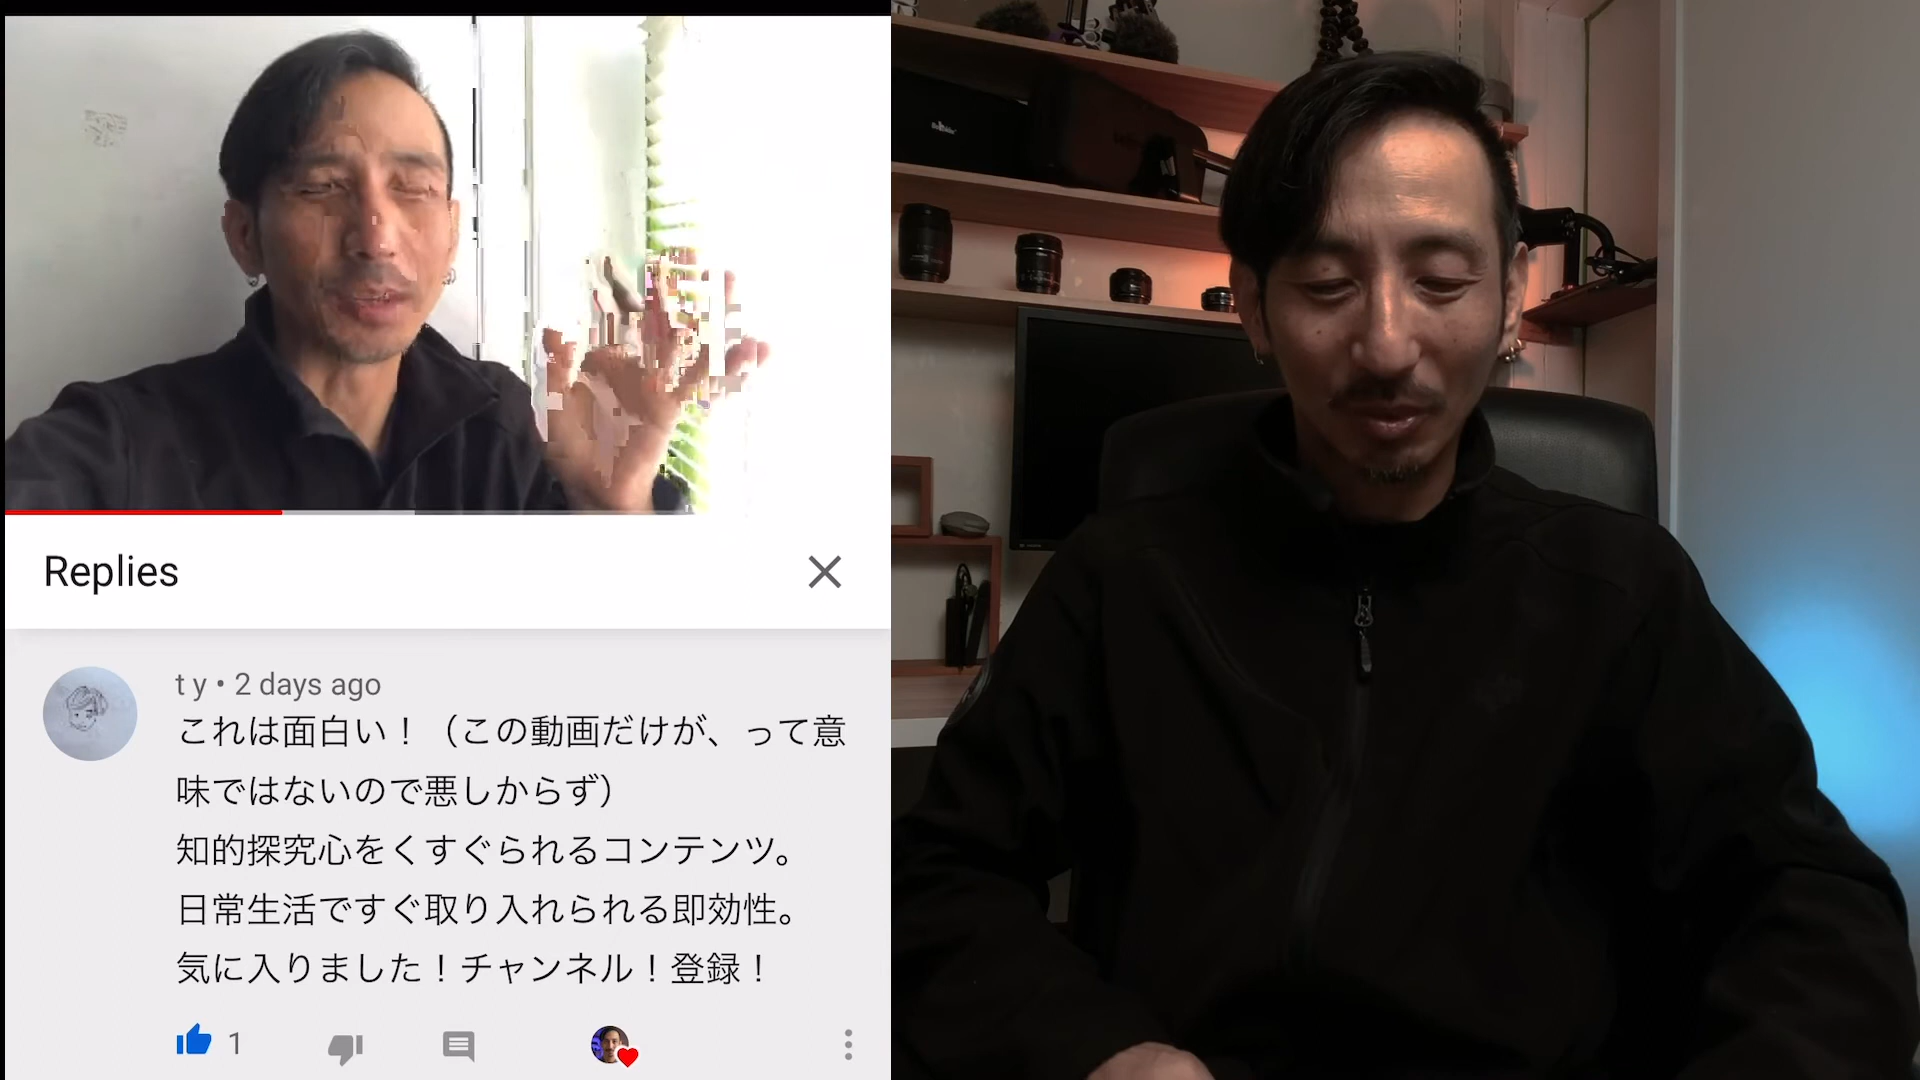 Replies
t y • 2 days ago
これは面白い！（この動画だけが、って意
味ではないので悪しからず）
知的探究心をくすぐられるコンテンツ。
日常生活ですぐ取り入れられる即効性。
気に入りました！チャンネル！登録！
1